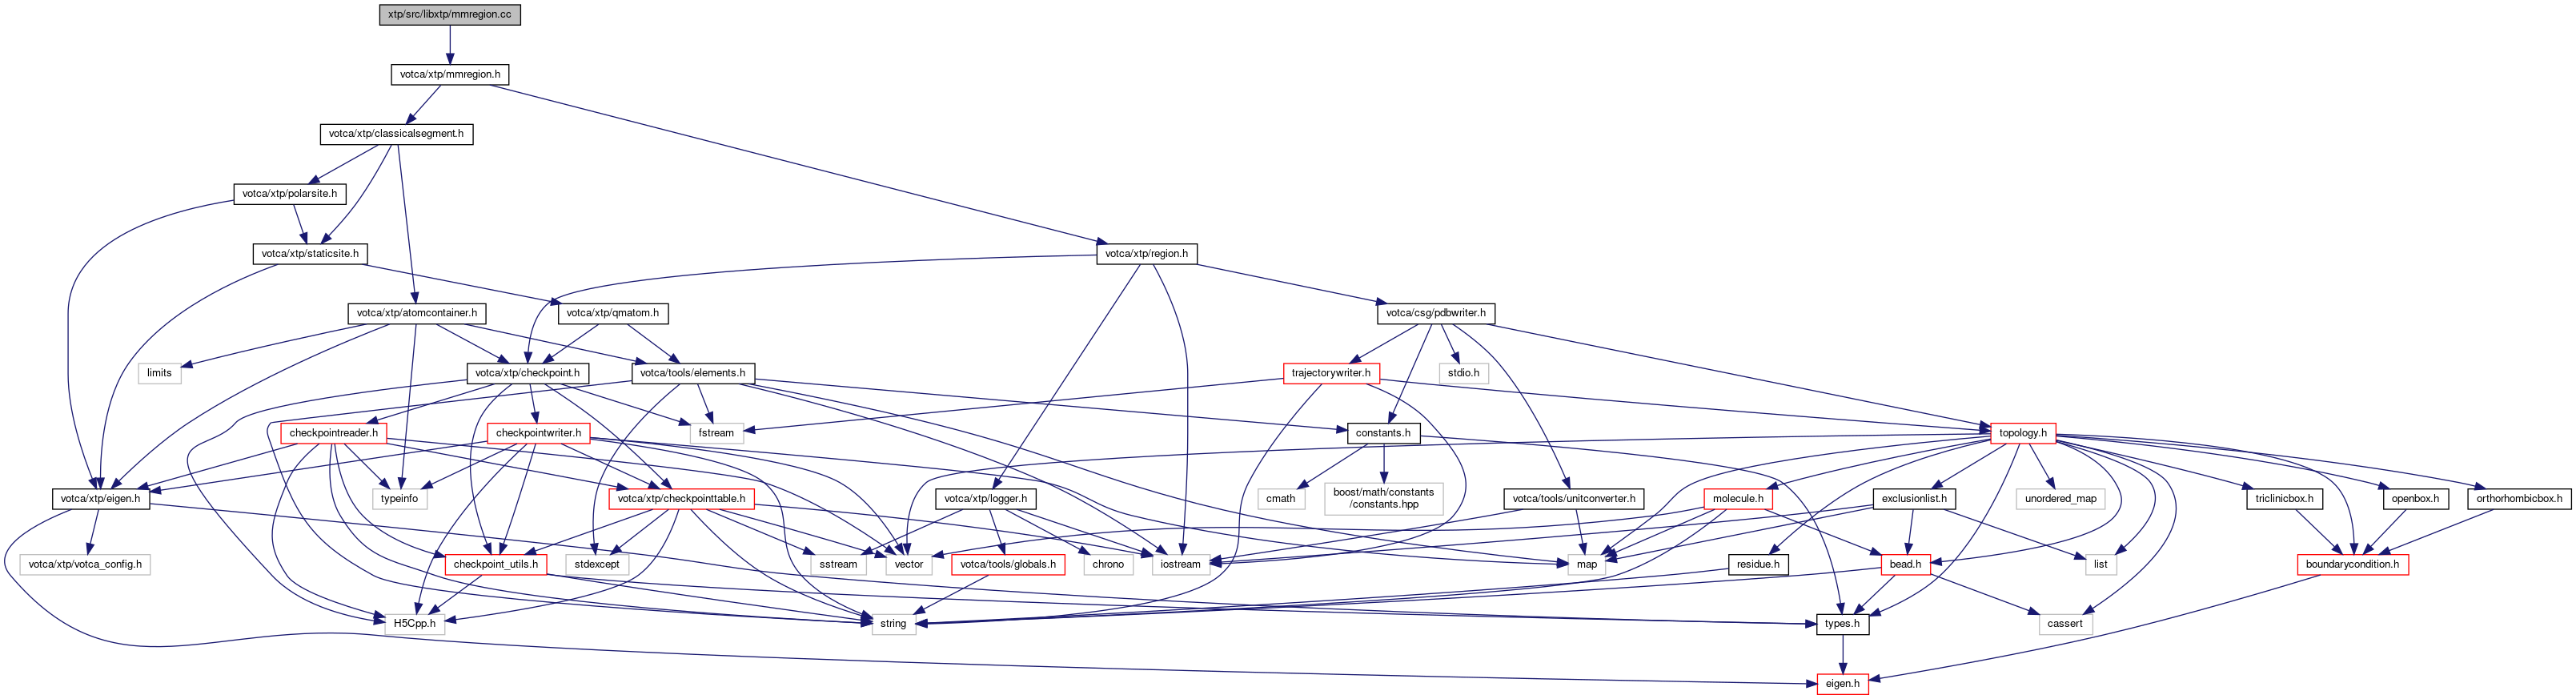 xtp/src/libxtp/mmregion.cc
votca/xtp/mmregion.h
votca/xtp/classicalsegment.h
votca/xtp/polarsite.h
votca/xtp/staticsite.h
votca/xtp/region.h
votca/xtp/atomcontainer.h
votca/xtp/qmatom.h
votca/csg/pdbwriter.h
limits
votca/xtp/checkpoint.h
votca/tools/elements.h
trajectorywriter.h
stdio.h
checkpointreader.h
checkpointwriter.h
fstream
constants.h
topology.h
votca/xtp/eigen.h
typeinfo
votca/xtp/checkpointtable.h
votca/xtp/logger.h
cmath
boost/math/constants
/constants.hpp
votca/tools/unitconverter.h
molecule.h
exclusionlist.h
unordered_map
triclinicbox.h
openbox.h
orthorhombicbox.h
votca/xtp/votca_config.h
checkpoint_utils.h
stdexcept
sstream
vector
votca/tools/globals.h
chrono
iostream
map
residue.h
bead.h
list
boundarycondition.h
H5Cpp.h
string
types.h
cassert
eigen.h